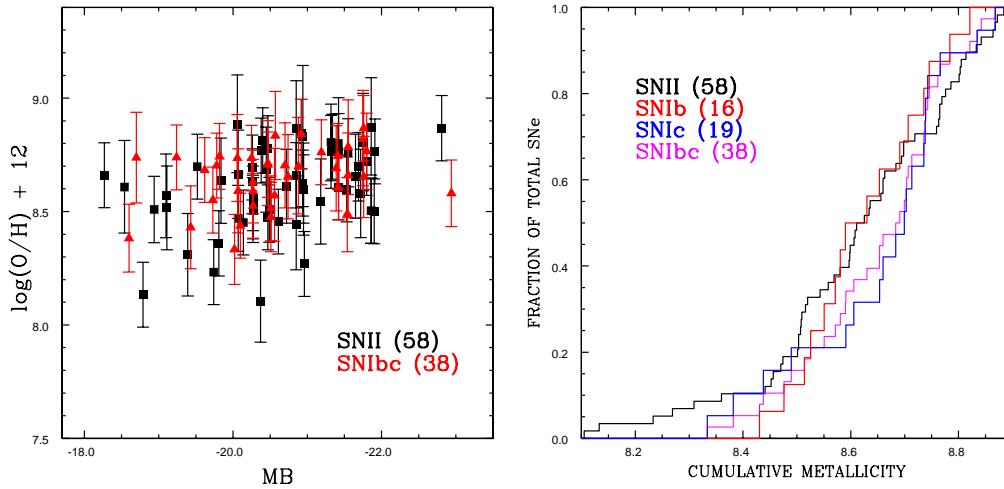 9.0
8.5
8.0
7.5
log(O/H) + 12
SNII (58)
SNIbc (38)
-18.0 -20.0 -22.0
MB
1.0
0.8
0.6
0.4
0.2
0.0
FRACTION OF TOTAL SNe
SNII (58)
SNIb (16)
SNIc (19)
SNIbc (38)
8.2 8.4 8.6 8.8
CUMULATIVE METALLICITY